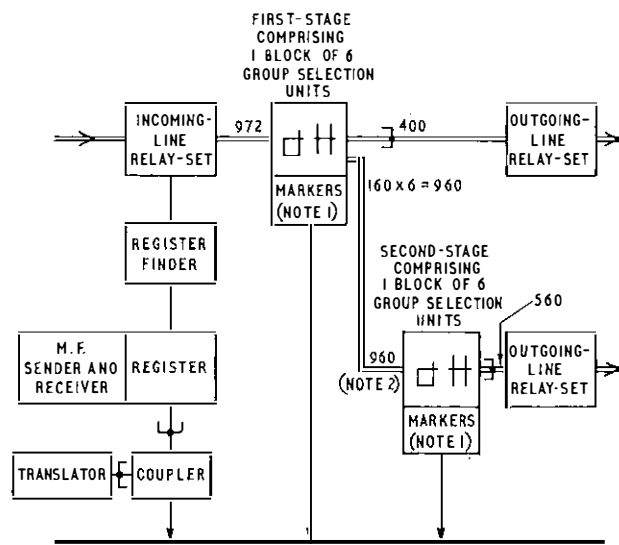 FIRST-STAGE
COMPRISING
1 BLOCK OF 6
GROUP SELECTION
UNITS
INCOMING-
LINE
RELAY-SET
972
400
OUTGOING-
LINE
RELAY-SET
MARKERS
(NOTE 1)
160 x 6 = 960
REGISTER
FINDER
SECOND-STAGE
COMPRISING
1 BLOCK OF 6
GROUP SELECTION
UNITS
560
M.F.
SENDER AND
RECEIVER
REGISTER
960
(NOTE 2)
OUTGOING-
LINE
RELAY-SET
MARKERS
(NOTE 1)
TRANSLATOR
COUPLER